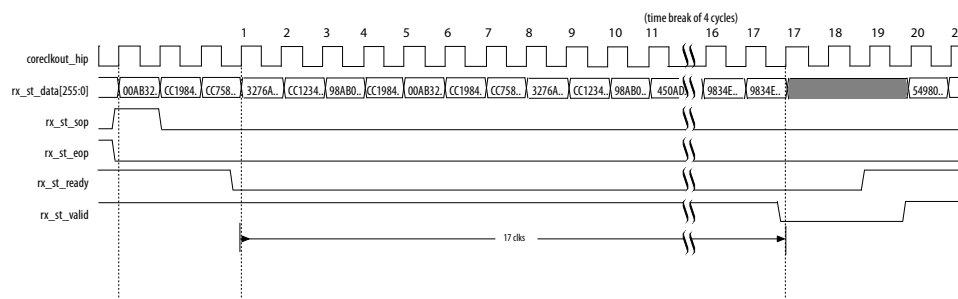 (time break of 4 cycles)
1 2 3 4 5 6 7 8 9 10 11 16 17 17 18 19 20 2
coreclkout_hip
rx_st_data[255:0] 00AB32. CC1984. CC758.. 3276A.. CC1234.. 98AB0.. CC1984. 00AB32. CC1984. CC758.. 3276A.. CC1234.. 98AB0.. 450AD 9834E.. 9834E.. 54980..
rx_st_sop
rx_st_eop
rx_st_ready
rx_st_valid
17 clks